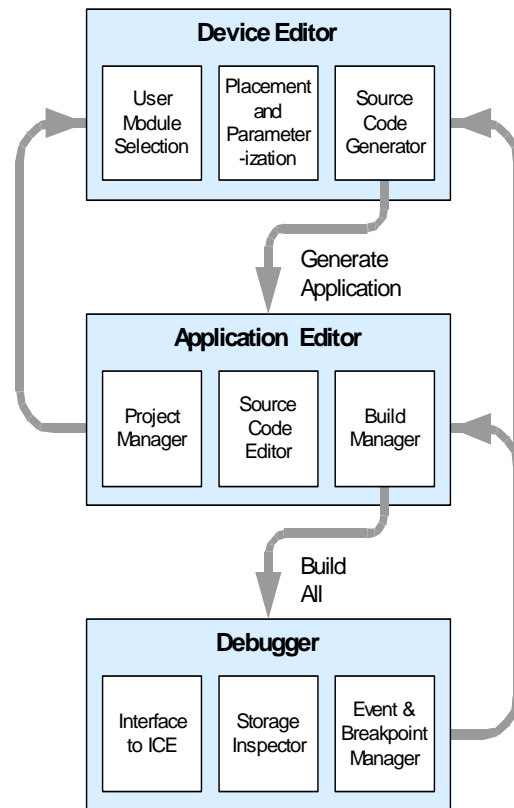 Device Editor
User
Module
Selection
Placement
and
Parameter
-ization
Source
Code
Generator
Generate
Application
Application Editor
Project
Manager
Source
Code
Editor
Build
Manager
Build
All
Debugger
Interface
to ICE
Storage
Inspector
Event &
Breakpoint
Manager